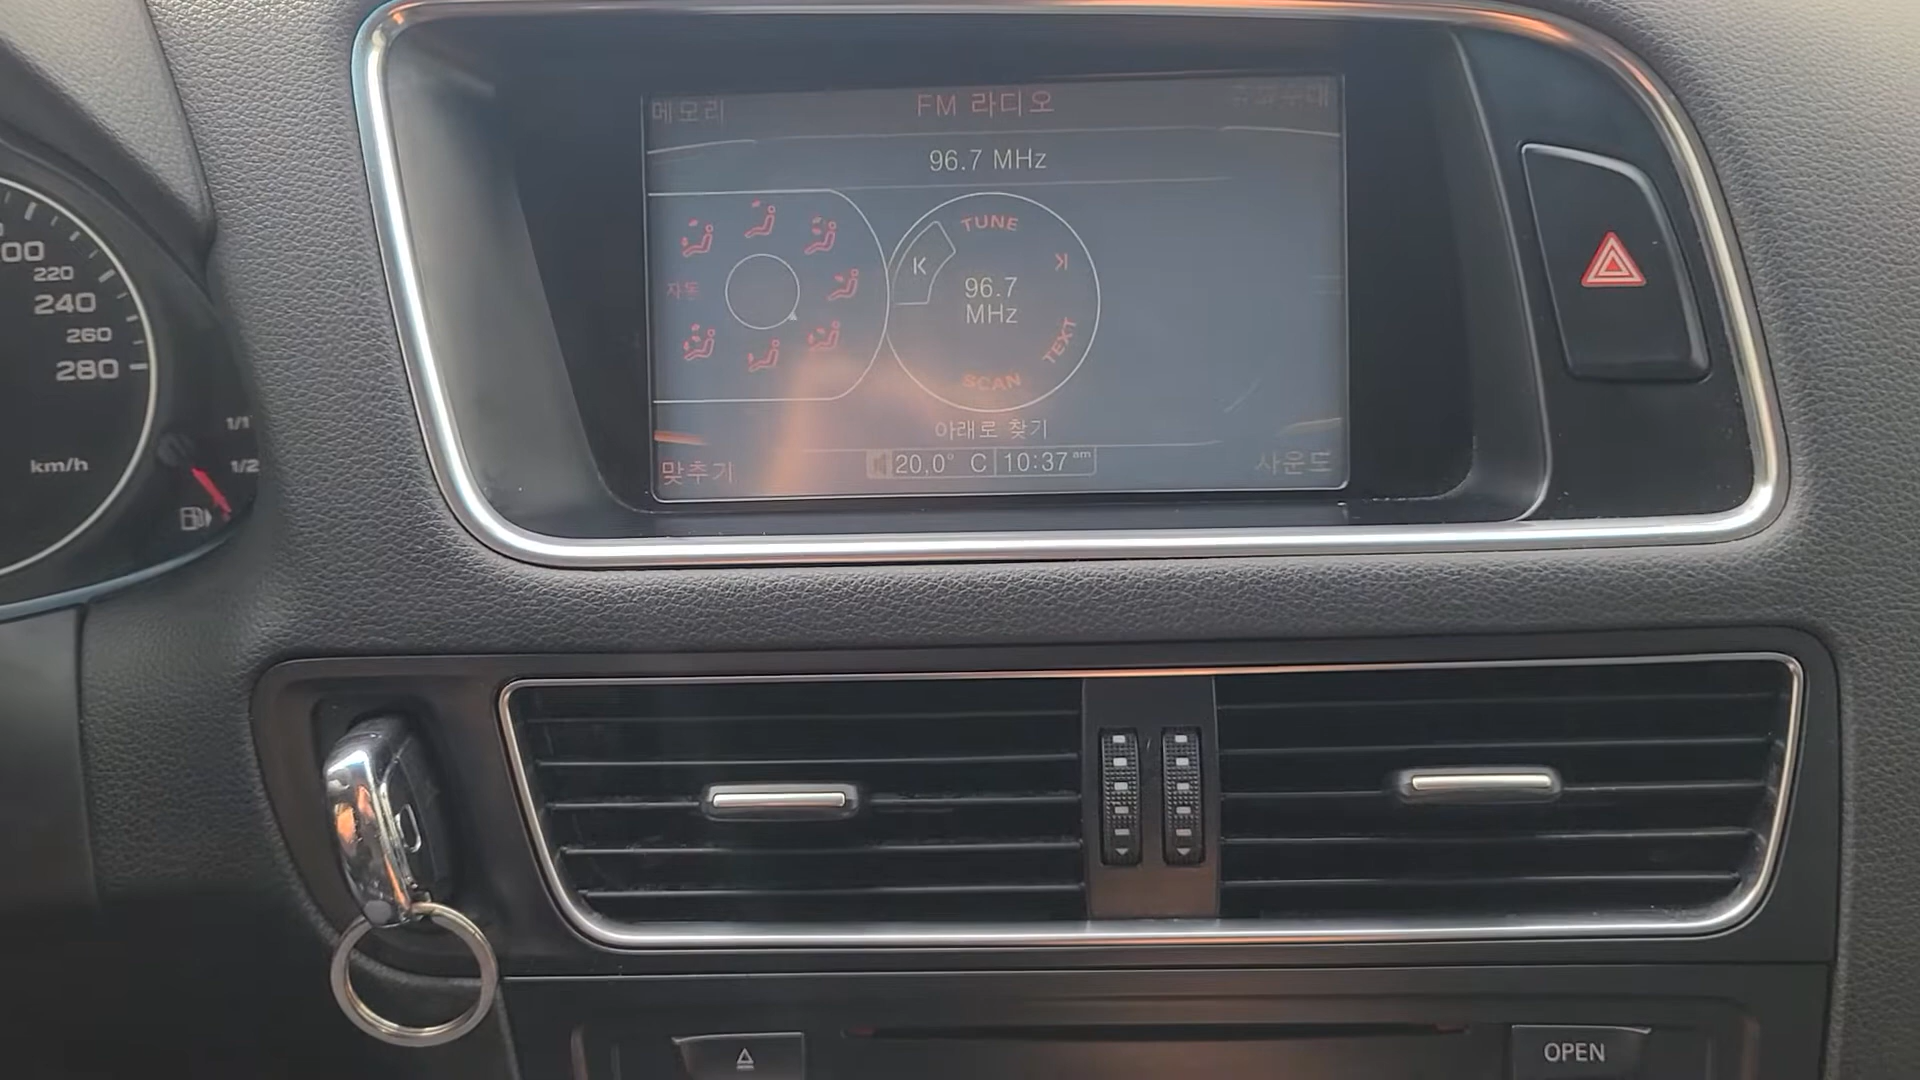 메모리
FM 라디오
96.7 MHz
TUNE
자동
96.7
MHz
TEXT
SCAN
아래로 찾기
맞추기
20.0° C
10:37 am
사운드
220
240
260
280
km/h
1/1
1/2
OPEN